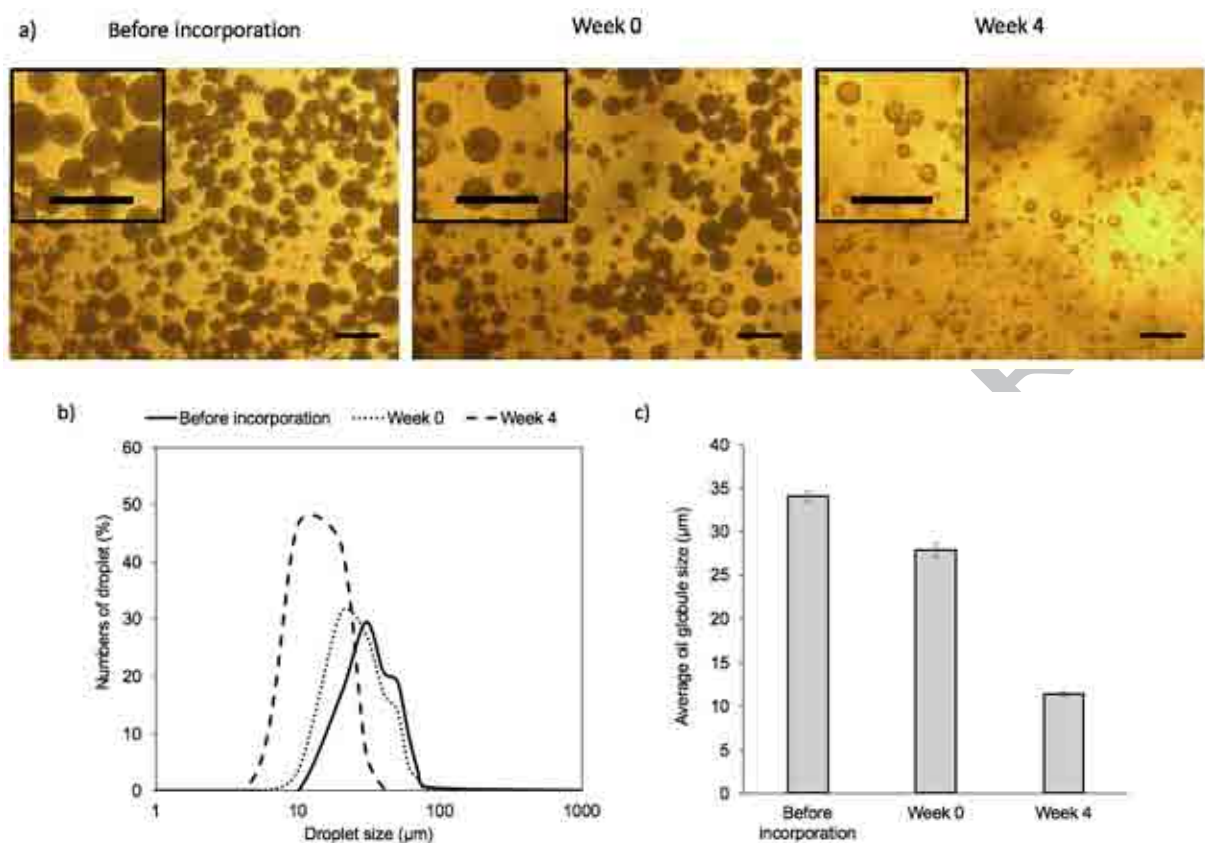 a) Before incorporation Week 0 Week 4
b) Before incorporation Week 0 Week 4
60
50
40
30
20
10
0
Numbers of droplet (%)
1 10 100 1000
Droplet size (µm)
c)
40
35
30
25
20
15
10
5
0
Average oil globule size (µm)
Before incorporation Week 0 Week 4